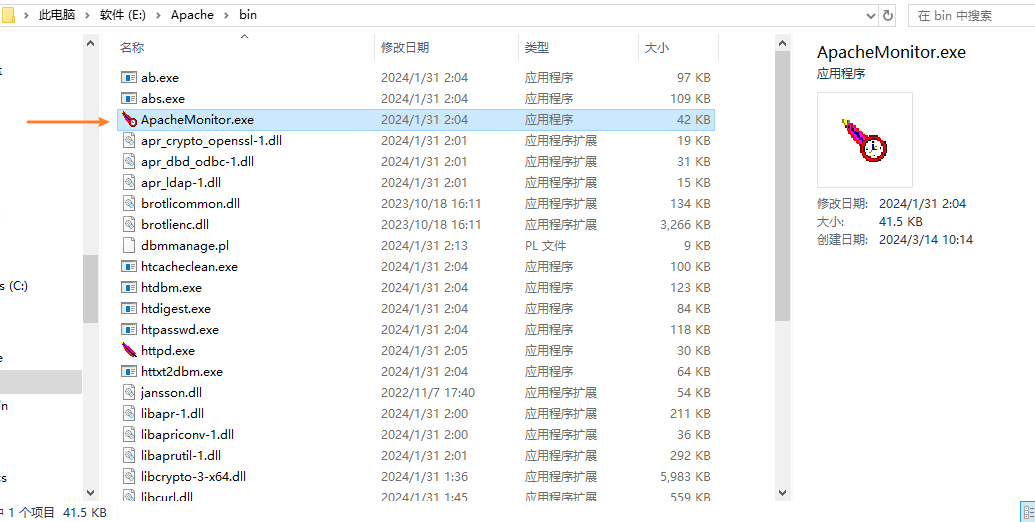 此电脑 软件 (E:) Apache bin
在 bin 中搜索
名称 修改日期 类型 大小
ab.exe 2024/1/31 2:04 应用程序 97 KB
abs.exe 2024/1/31 2:04 应用程序 109 KB
ApacheMonitor.exe 2024/1/31 2:04 应用程序 42 KB
apr_crypto_openssl-1.dll 2024/1/31 2:01 应用程序扩展 19 KB
apr_dbd_odbc-1.dll 2024/1/31 2:01 应用程序扩展 31 KB
apr_ldap-1.dll 2024/1/31 2:01 应用程序扩展 15 KB
brotlicommon.dll 2023/10/18 16:11 应用程序扩展 134 KB
brotlienc.dll 2023/10/18 16:11 应用程序扩展 3,266 KB
dbmmanage.pl 2024/1/31 2:13 PL 文件 9 KB
htcacheclean.exe 2024/1/31 2:04 应用程序 100 KB
htdbm.exe 2024/1/31 2:04 应用程序 123 KB
htdigest.exe 2024/1/31 2:04 应用程序 84 KB
htpasswd.exe 2024/1/31 2:04 应用程序 118 KB
httpd.exe 2024/1/31 2:05 应用程序 30 KB
httxt2dbm.exe 2024/1/31 2:04 应用程序 64 KB
jansson.dll 2022/11/7 17:40 应用程序扩展 54 KB
libapr-1.dll 2024/1/31 2:00 应用程序扩展 211 KB
libapriconv-1.dll 2024/1/31 2:00 应用程序扩展 36 KB
libaprutil-1.dll 2024/1/31 2:01 应用程序扩展 292 KB
libcrypto-3-x64.dll 2024/1/31 1:36 应用程序扩展 5,983 KB
libcurl.dll 2024/1/31 1:45 应用程序扩展 559 KB
ApacheMonitor.exe
应用程序
修改日期: 2024/1/31 2:04
大小: 41.5 KB
创建日期: 2024/3/14 10:14
s (C:)
1 个项目 41.5 KB